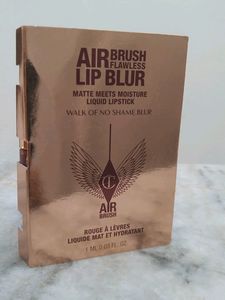 AIRBRUSH
FLAWLESS
LIP BLUR
MATTE MEETS MOISTURE
LIQUID LIPSTICK
WALK OF NO SHAME BLUR
CT
AIR
BRUSH
ROUGE À LÈVRES
LIQUIDE MAT ET HYDRATANT
1 ML/0.03 FL. OZ.